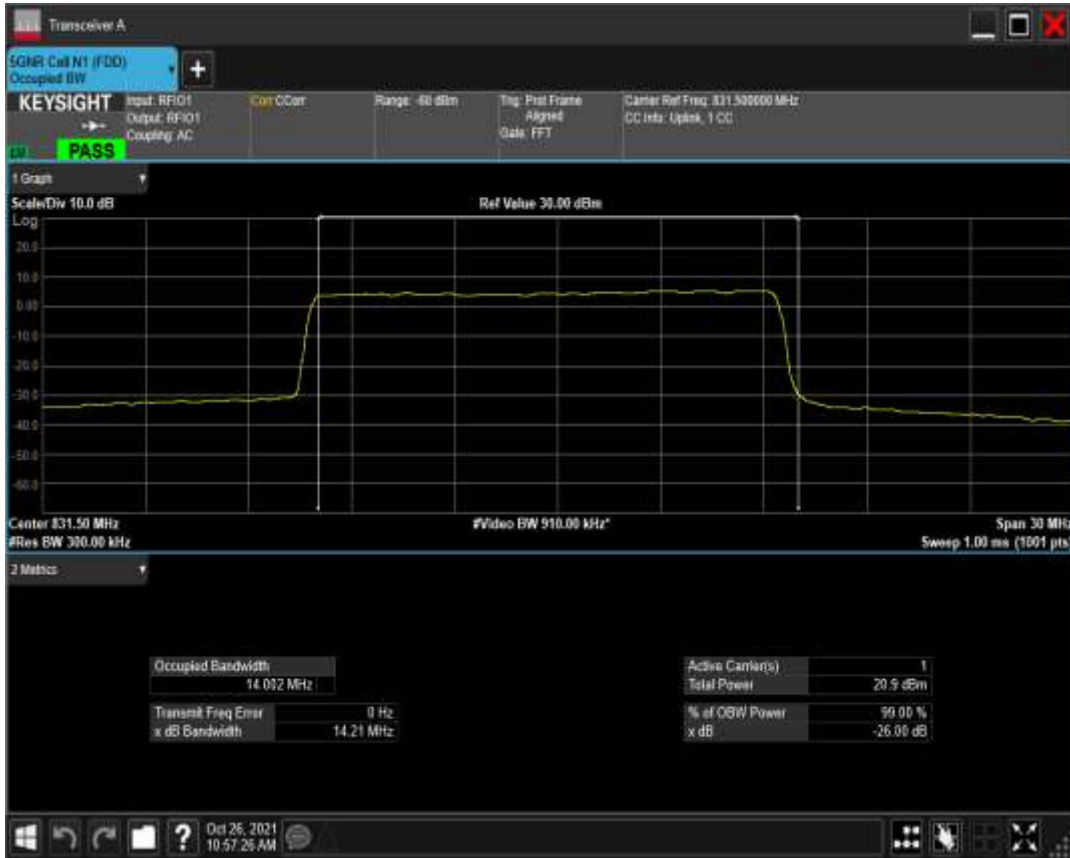 Transceiver A
5GNR Cell N1 (FDD)
Occupied BW
+
KEYSIGHT
Input: RFIO1
Output: RFIO1
Coupling: AC
Corr CCorr
Range: -60 dBm
Trig: Prot Frame
Aligned
Gate: FFT
Carrier Ref Freq: 831.500000 MHz
CC Info: Uplink, 1 CC
PASS
1 Graph
Scale/Div 10.0 dB
Ref Value 30.00 dBm
Log
20.0
10.0
0.00
-10.0
-20.0
-30.0
-40.0
-50.0
-60.0
Center 831.50 MHz
#Video BW 910.00 kHz*
Span 30 MHz
#Res BW 300.00 kHz
Sweep 1.00 ms (1001 pts)
2 Metrics
Occupied Bandwidth
14.002 MHz
Transmit Freq Error 0 Hz
x dB Bandwidth 14.21 MHz
Active Carrier(s) 1
Total Power 20.9 dBm
% of OBW Power 99.00 %
x dB -26.00 dB
?
Oct 26, 2021
10:57:26 AM